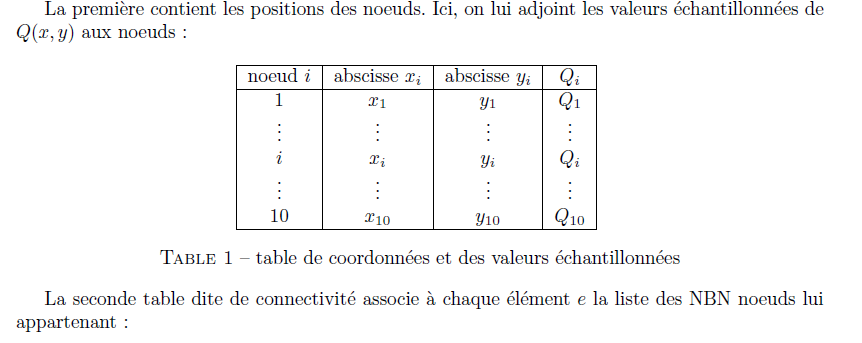 La première contient les positions des noeuds. Ici, on lui adjoint les valeurs échantillonnées de
Q(x, y) aux noeuds :
noeud i abscisse xᵢ abscisse yᵢ Qᵢ
1 x₁ y₁ Q₁
⋮ ⋮ ⋮ ⋮
i xᵢ yᵢ Qᵢ
⋮ ⋮ ⋮ ⋮
10 x₁₀ y₁₀ Q₁₀
Table 1 – table de coordonnées et des valeurs échantillonnées
La seconde table dite de connectivité associe à chaque élément e la liste des NBN noeuds lui
appartenant :